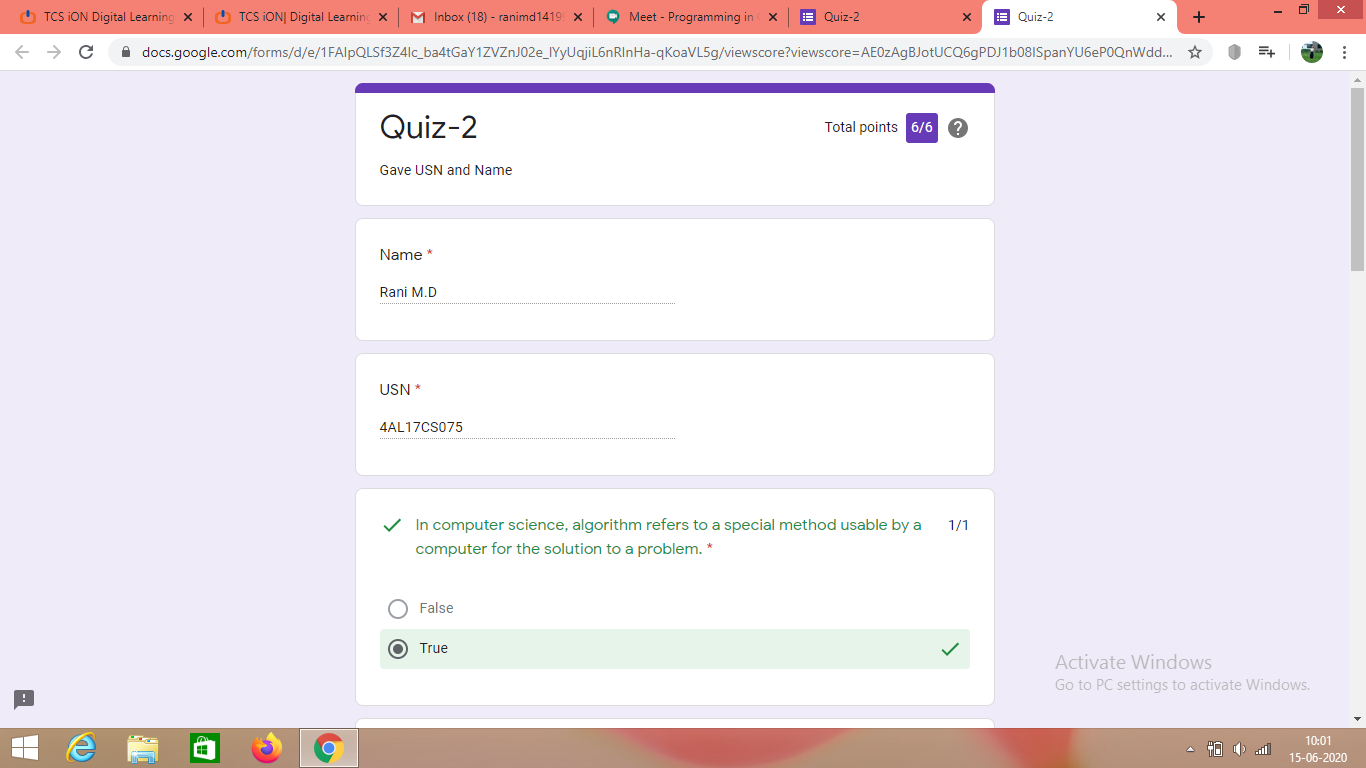 TCS iON Digital Learning
TCS iON| Digital Learning
Inbox (18) - ranimd1419
Meet - Programming in
Quiz-2
Quiz-2
docs.google.com/forms/d/e/1FAIpQLSf3Z4lc_ba4tGaY1ZVZnJ02e_lYyUqjiL6nRlnHa-qKoaVL5g/viewscore?viewscore=AE0zAgBJotUCQ6gPDJ1b08lSpanYU6eP0QnWdd...
Quiz-2
Total points 6/6
Gave USN and Name
Name *
Rani M.D
USN *
4AL17CS075
In computer science, algorithm refers to a special method usable by a 1/1
computer for the solution to a problem. *
False
True
Activate Windows
Go to PC settings to activate Windows.
10:01
15-06-2020